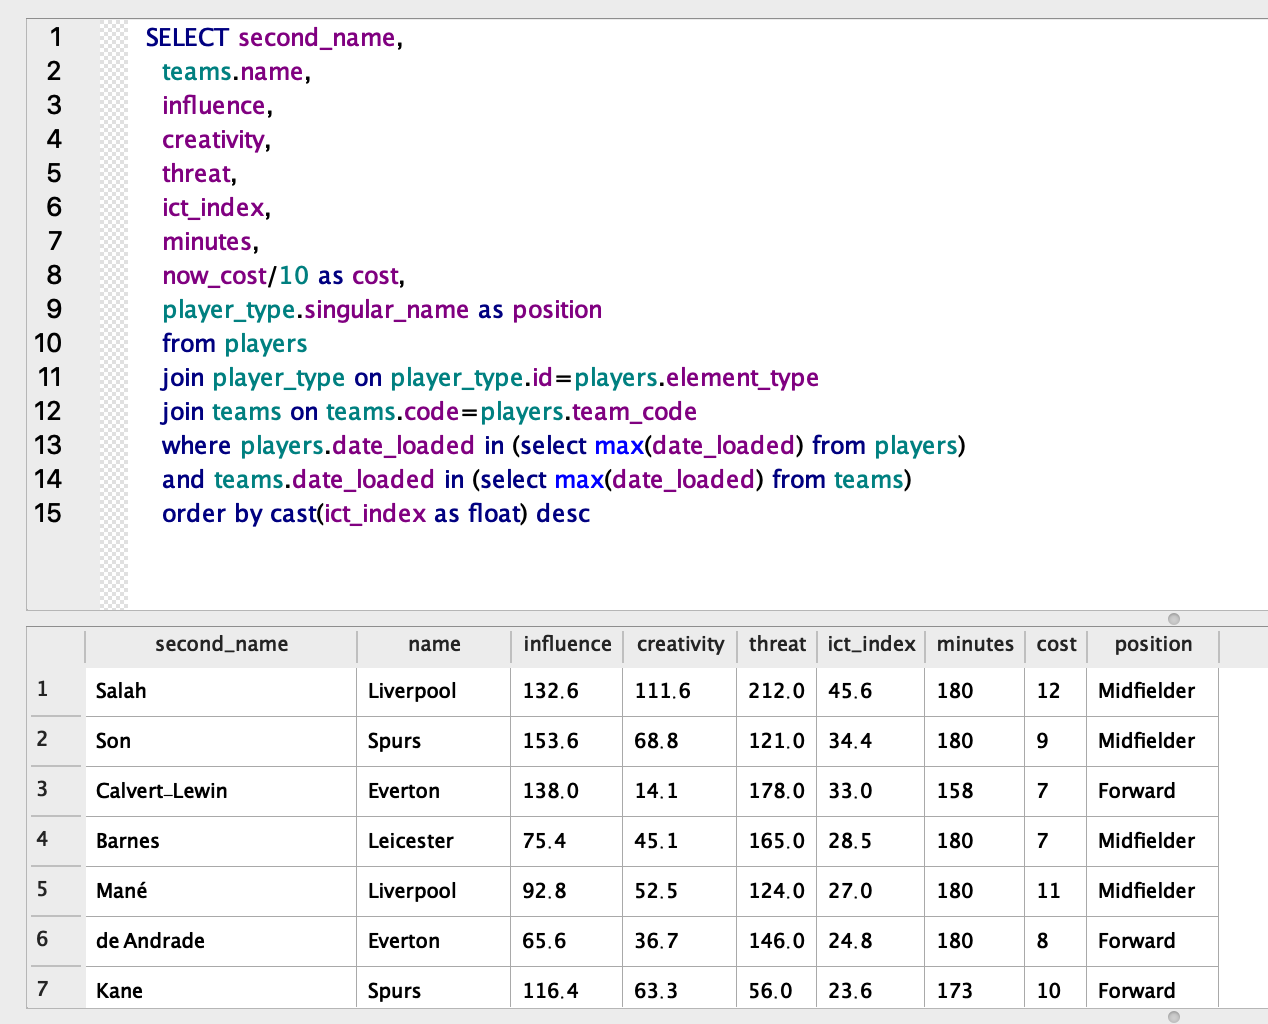 1 SELECT second_name,
2 teams.name,
3 influence,
4 creativity,
5 threat,
6 ict_index,
7 minutes,
8 now_cost/10 as cost,
9 player_type.singular_name as position
10 from players
11 join player_type on player_type.id=players.element_type
12 join teams on teams.code=players.team_code
13 where players.date_loaded in (select max(date_loaded) from players)
14 and teams.date_loaded in (select max(date_loaded) from teams)
15 order by cast(ict_index as float) desc
second_name name influence creativity threat ict_index minutes cost position
1 Salah Liverpool 132.6 111.6 212.0 45.6 180 12 Midfielder
2 Son Spurs 153.6 68.8 121.0 34.4 180 9 Midfielder
3 Calvert-Lewin Everton 138.0 14.1 178.0 33.0 158 7 Forward
4 Barnes Leicester 75.4 45.1 165.0 28.5 180 7 Midfielder
5 Mané Liverpool 92.8 52.5 124.0 27.0 180 11 Midfielder
6 de Andrade Everton 65.6 36.7 146.0 24.8 180 8 Forward
7 Kane Spurs 116.4 63.3 56.0 23.6 173 10 Forward